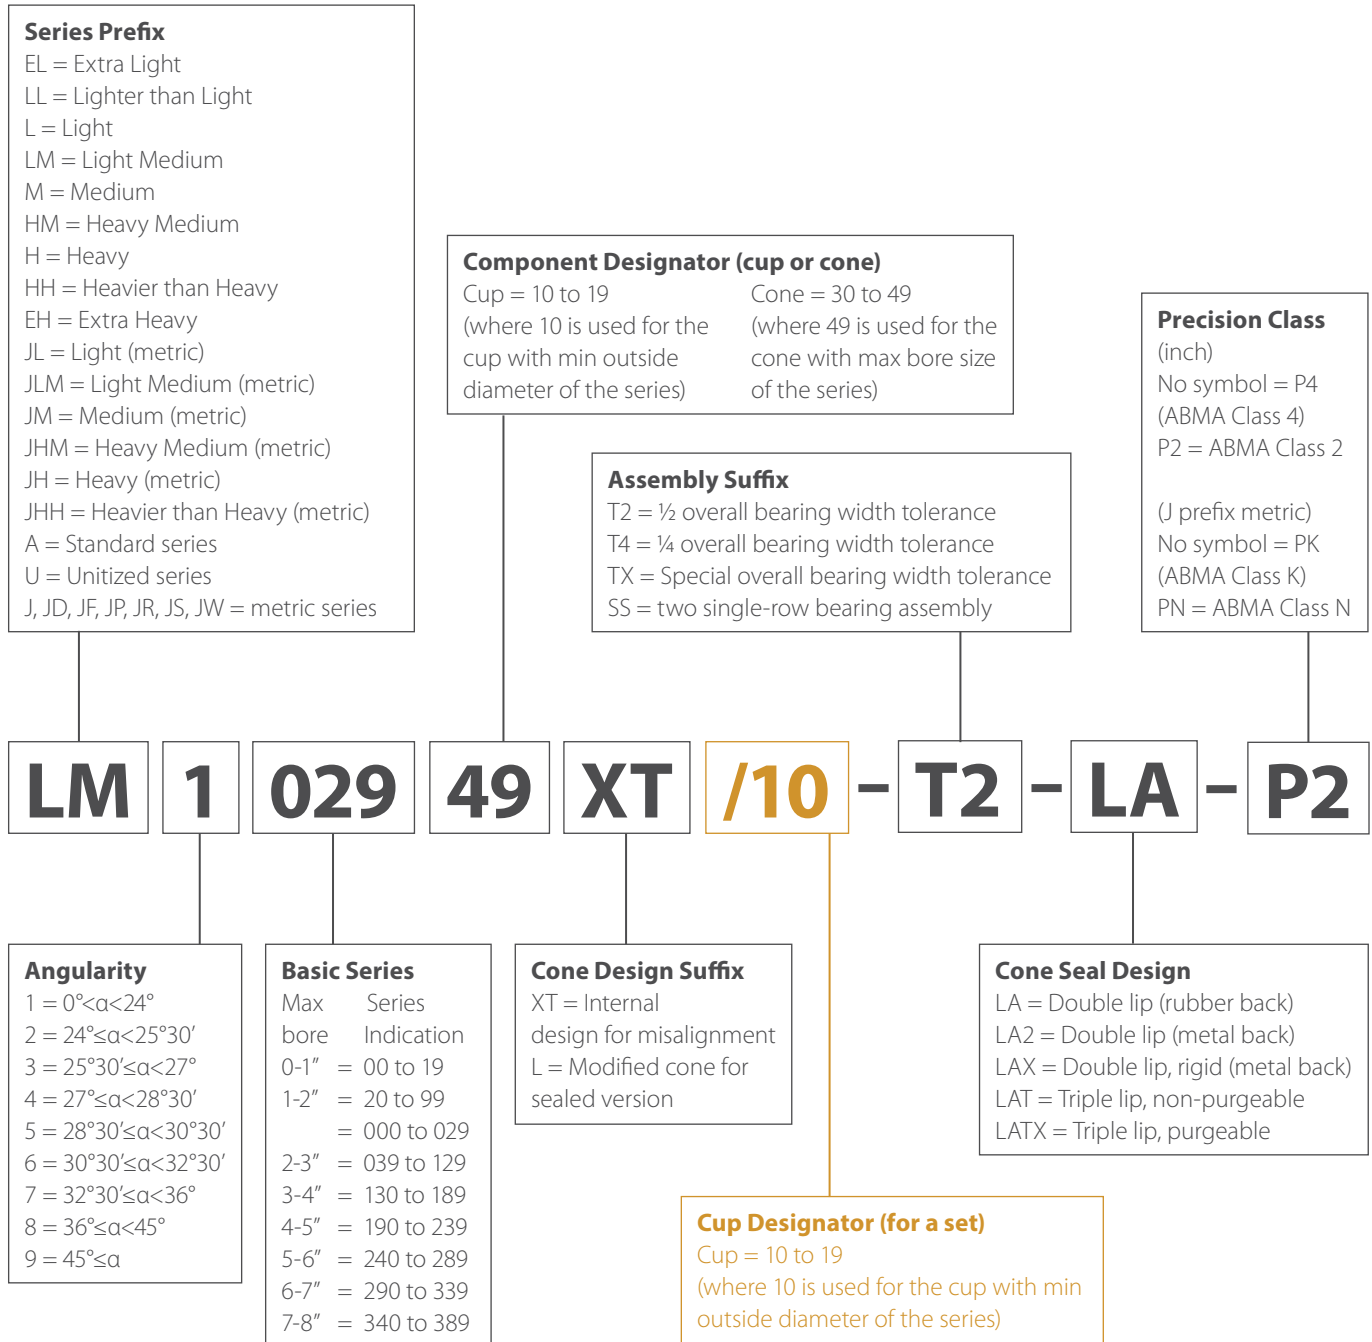 Series Prefix
EL = Extra Light
LL = Lighter than Light
L = Light
LM = Light Medium
M = Medium
HM = Heavy Medium
H = Heavy
HH = Heavier than Heavy
EH = Extra Heavy
JL = Light (metric)
JLM = Light Medium (metric)
JM = Medium (metric)
JHM = Heavy Medium (metric)
JH = Heavy (metric)
JHH = Heavier than Heavy (metric)
A = Standard series
U = Unitized series
J, JD, JF, JP, JR, JS, JW = metric series
Component Designator (cup or cone)
Cup = 10 to 19
(where 10 is used for the
cup with min outside
diameter of the series)
Cone = 30 to 49
(where 49 is used for the
cone with max bore size
of the series)
Assembly Suffix
T2 = ½ overall bearing width tolerance
T4 = ¼ overall bearing width tolerance
TX = Special overall bearing width tolerance
SS = two single-row bearing assembly
Precision Class
(inch)
No symbol = P4
(ABMA Class 4)
P2 = ABMA Class 2
(J prefix metric)
No symbol = PK
(ABMA Class K)
PN = ABMA Class N
LM 1 029 49 XT /10 – T2 – LA – P2
Angularity
1 = 0°<α<24°
2 = 24°≤α<25°30′
3 = 25°30′≤α<27°
4 = 27°≤α<28°30′
5 = 28°30′≤α<30°30′
6 = 30°30′≤α<32°30′
7 = 32°30′≤α<36°
8 = 36°≤α<45°
9 = 45°≤α
Basic Series
Max Series
bore Indication
0-1″ = 00 to 19
1-2″ = 20 to 99
= 000 to 029
2-3″ = 039 to 129
3-4″ = 130 to 189
4-5″ = 190 to 239
5-6″ = 240 to 289
6-7″ = 290 to 339
7-8″ = 340 to 389
Cone Design Suffix
XT = Internal
design for misalignment
L = Modified cone for
sealed version
Cup Designator (for a set)
Cup = 10 to 19
(where 10 is used for the cup with min
outside diameter of the series)
Cone Seal Design
LA = Double lip (rubber back)
LA2 = Double lip (metal back)
LAX = Double lip, rigid (metal back)
LAT = Triple lip, non-purgeable
LATX = Triple lip, purgeable